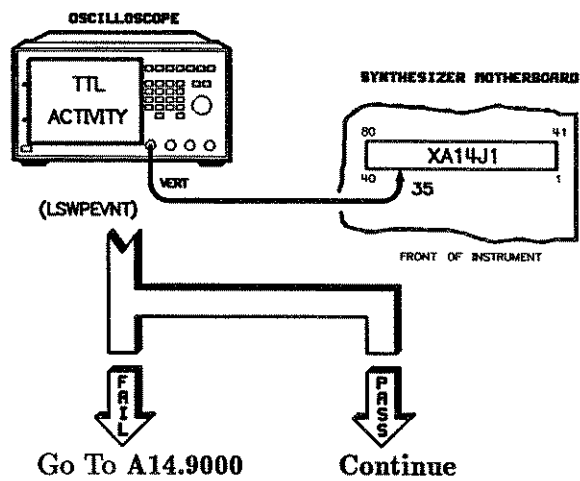 OSCILLOSCOPE
TTL
ACTIVITY
SYNTHESIZER MOTHERBOARD
80
41
XA14J1
40
35
1
VERT
(LSWPEVNT)
FRONT OF INSTRUMENT
FAIL
PASS
Go To A14.9000
Continue